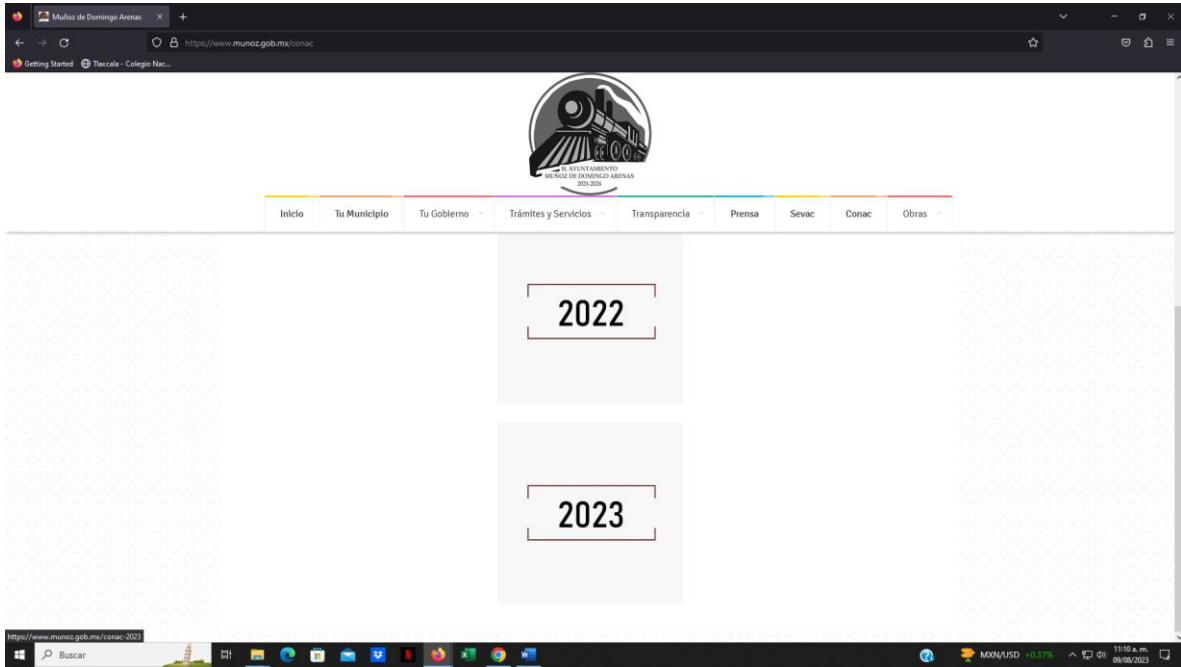 Muñoz de Domingo Arenas
https://www.munoz.gob.mx/conac
Getting Started Tlaxcala - Colegio Nac...
H. AYUNTAMIENTO
MUÑOZ DE DOMINGO ARENAS
2021-2024
Inicio Tu Municipio Tu Gobierno Trámites y Servicios Transparencia Prensa Sevac Conac Obras
2022
2023
https://www.munoz.gob.mx/conac-2023
Buscar
MXN/USD +0.37%
11:10 a. m.
09/08/2023